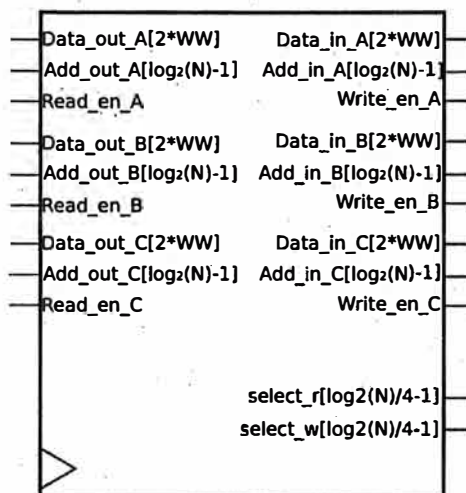 Data_out_A[2*WW] Data_in_A[2*WW]
Add_out_A[log₂(N)-1] Add_in_A[log₂(N)-1]
Read_en_A Write_en_A
Data_out_B[2*WW] Data_in_B[2*WW]
Add_out_B[log₂(N)-1] Add_in_B[log₂(N)-1]
Read_en_B Write_en_B
Data_out_C[2*WW] Data_in_C[2*WW]
Add_out_C[log₂(N)-1] Add_in_C[log₂(N)-1]
Read_en_C Write_en_C
select_r[log2(N)/4-1]
select_w[log2(N)/4-1]